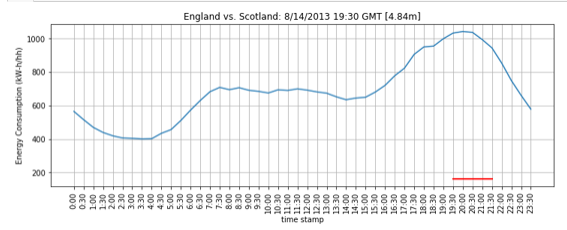 England vs. Scotland: 8/14/2013 19:30 GMT [4.84m]
Energy Consumption (kW-h/hh)
1000
800
600
400
200
0:00 0:30 1:00 1:30 2:00 2:30 3:00 3:30 4:00 4:30 5:00 5:30 6:00 6:30 7:00 7:30 8:00 8:30 9:00 9:30 10:00 10:30 11:00 11:30 12:00 12:30 13:00 13:30 14:00 14:30 15:00 15:30 16:00 16:30 17:00 17:30 18:00 18:30 19:00 19:30 20:00 20:30 21:00 21:30 22:00 22:30 23:00 23:30
time stamp